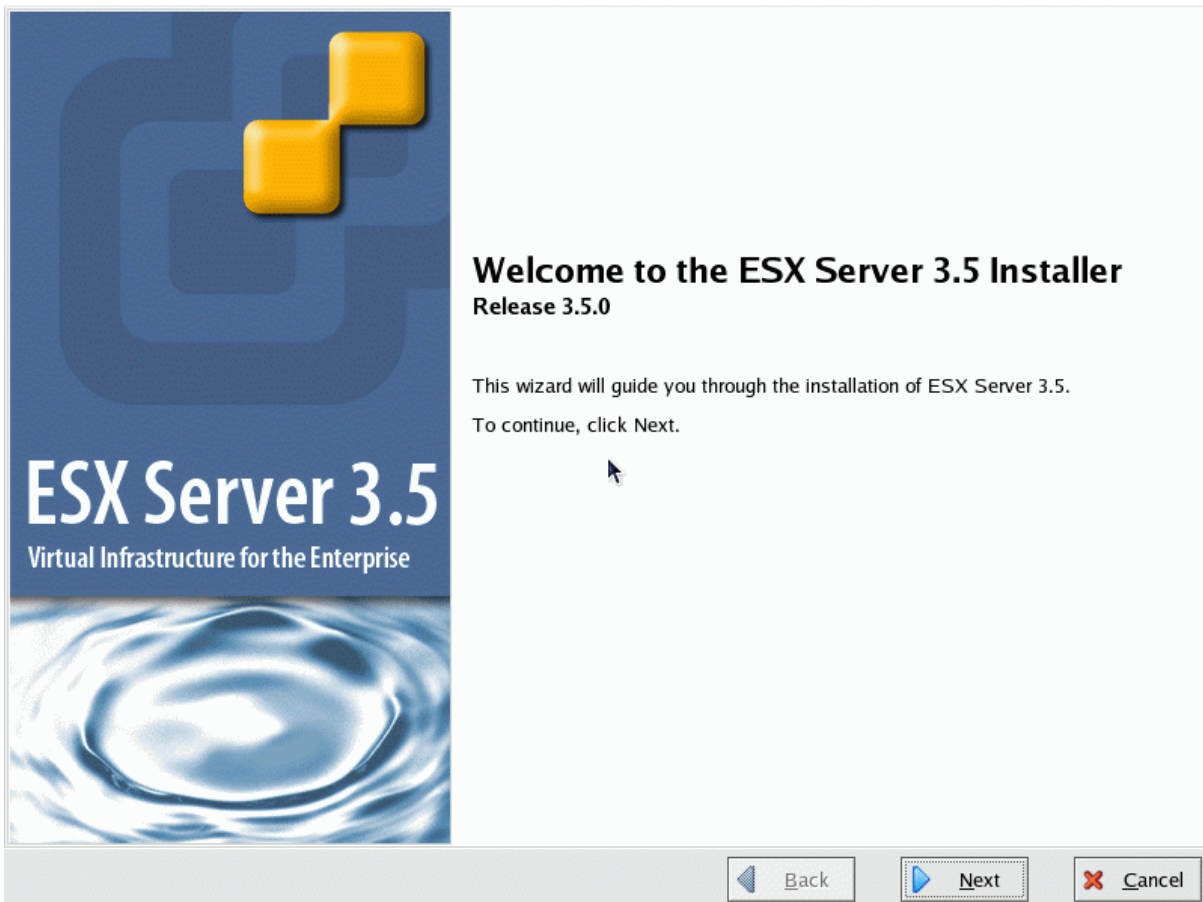 ESX Server 3.5
Virtual Infrastructure for the Enterprise
Welcome to the ESX Server 3.5 Installer
Release 3.5.0
This wizard will guide you through the installation of ESX Server 3.5.
To continue, click Next.
Back
Next
Cancel